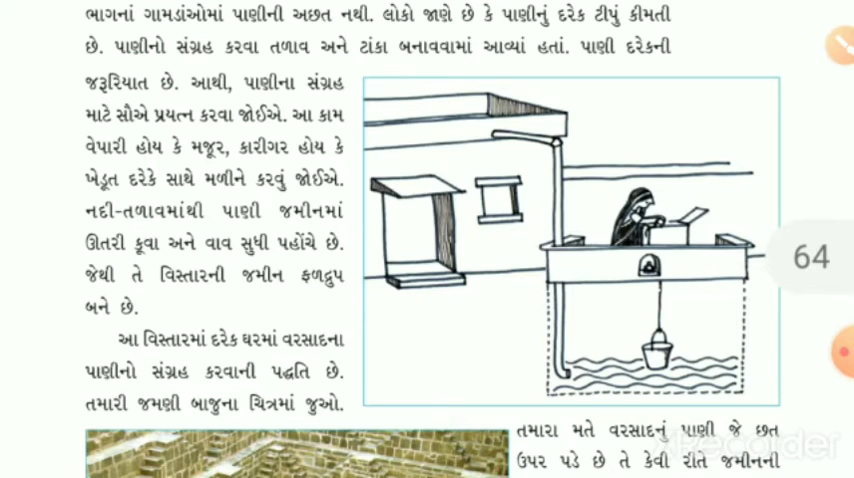 ભાગનાં ગામડાંઓમાં પાણીની અછત નથી. લોકો જાણે છે કે પાણીનું દરેક ટીપું કીમતી
છે. પાણીનો સંગ્રહ કરવા તળાવ અને ટાંકા બનાવવામાં આવ્યાં હતાં. પાણી દરેકની
જરૂરિયાત છે. આથી, પાણીના સંગ્રહ
માટે સૌએ પ્રયત્ન કરવા જોઈએ. આ કામ
વેપારી હોય કે મજૂર, કારીગર હોય કે
ખેડૂત દરેકે સાથે મળીને કરવું જોઈએ.
નદી-તળાવમાંથી પાણી જમીનમાં
ઊતરી કૂવા અને વાવ સુધી પહોંચે છે.
જેથી તે વિસ્તારની જમીન ફળદ્રુપ
બને છે.
આ વિસ્તારમાં દરેક ઘરમાં વરસાદના
પાણીનો સંગ્રહ કરવાની પદ્ધતિ છે.
તમારી જમણી બાજુના ચિત્રમાં જુઓ.
તમારા મતે વરસાદનું પાણી જે છત
ઉપર પડે છે તે કેવી રીતે જમીનની
64